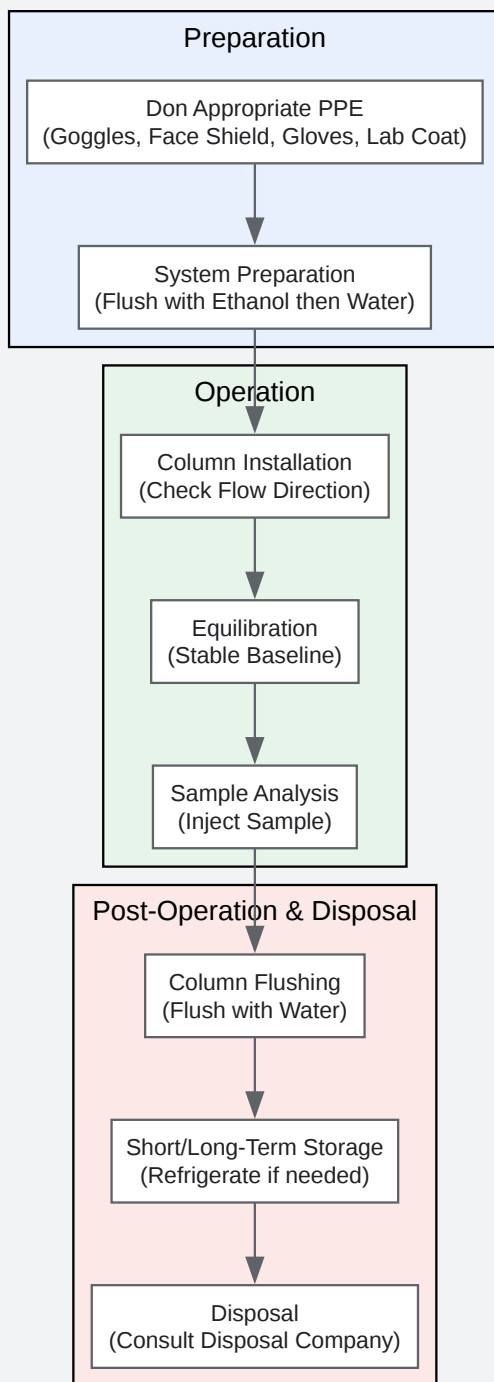 Preparation
Don Appropriate PPE
(Goggles, Face Shield, Gloves, Lab Coat)
System Preparation
(Flush with Ethanol then Water)
Operation
Column Installation
(Check Flow Direction)
Equilibration
(Stable Baseline)
Sample Analysis
(Inject Sample)
Post-Operation & Disposal
Column Flushing
(Flush with Water)
Short/Long-Term Storage
(Refrigerate if needed)
Disposal
(Consult Disposal Company)